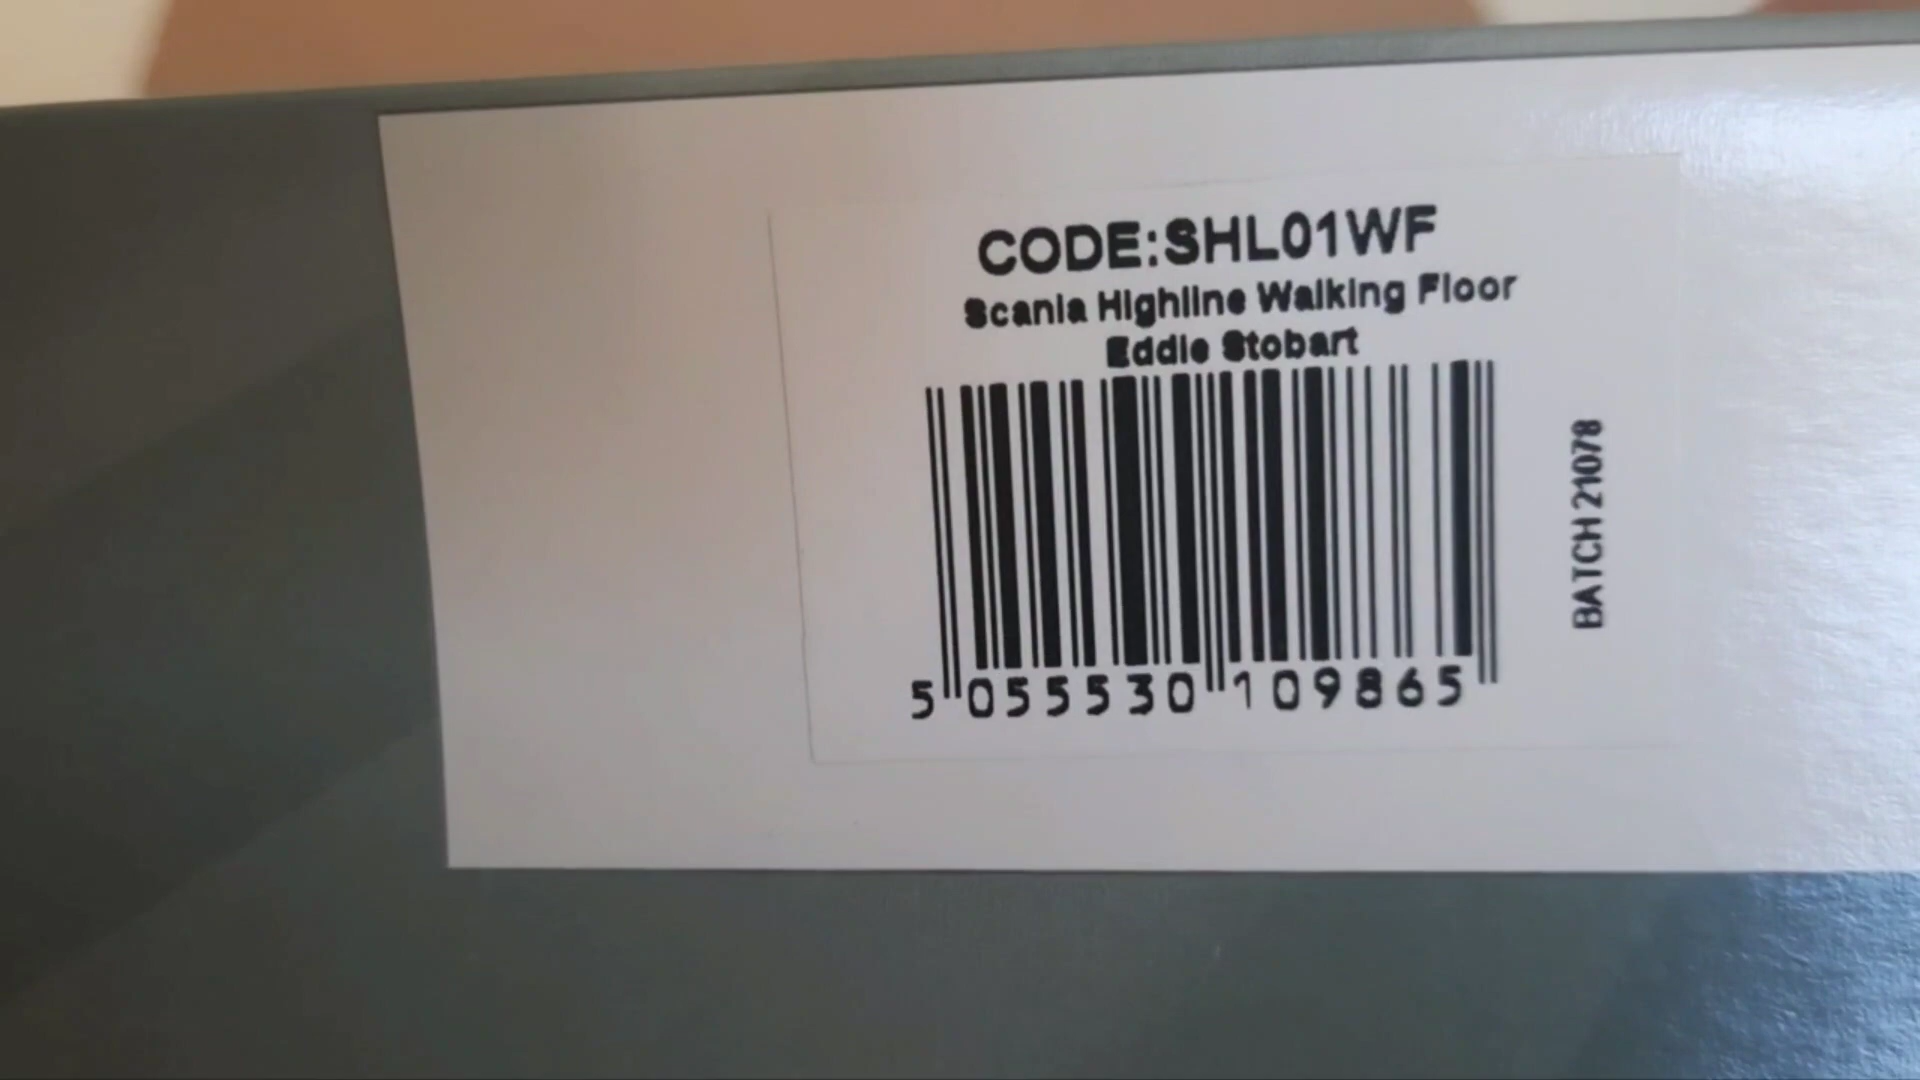 CODE:SHL01WF
Scania Highline Walking Floor
Eddie Stobart
5 055530 109865
BATCH 21078